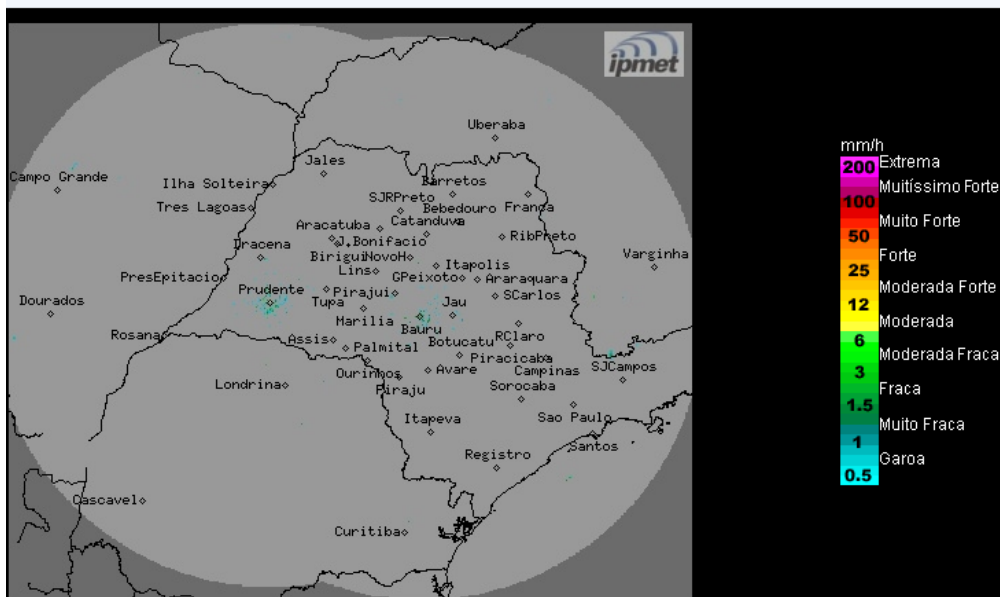 ipmet
Uberaba
Jales
Campo Grande
Ilha Solteira
Barretos
SJRPreto
Tres Lagoas
Bebedouro
Franca
Catanduva
Aracatuba
J.Bonifacio
RibPreto
Dracena
Birigui
NovoH
Varginha
Itapolis
Lins
PresEpitacio
GPeixoto
Araraquara
Prudente
Pirajui
SCarlos
Dourados
Tupa
Jau
Marilia
Bauru
Rosana
Assis
Botucatu
RClaro
Palmital
Piracicaba
Ourinhos
Avare
Campinas
SJCampos
Londrina
Piraju
Sorocaba
Itapeva
Sao Paulo
Santos
Registro
Cascavel
Curitiba
mm/h
200
Extrema
Muitíssimo Forte
100
Muito Forte
50
Forte
25
Moderada Forte
12
Moderada
6
Moderada Fraca
3
Fraca
1.5
Muito Fraca
1
Garoa
0.5